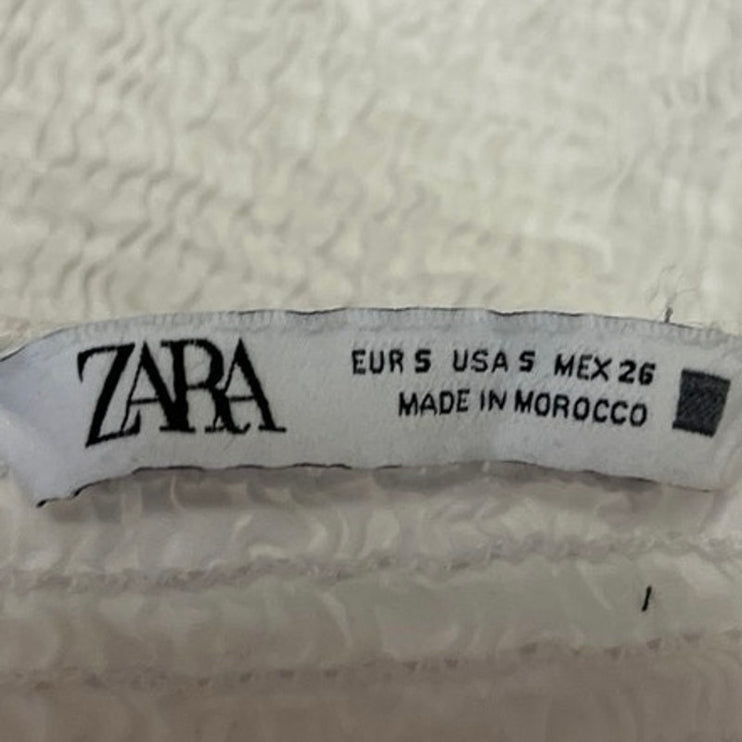 ZARA
EUR S USA S MEX 26
MADE IN MOROCCO